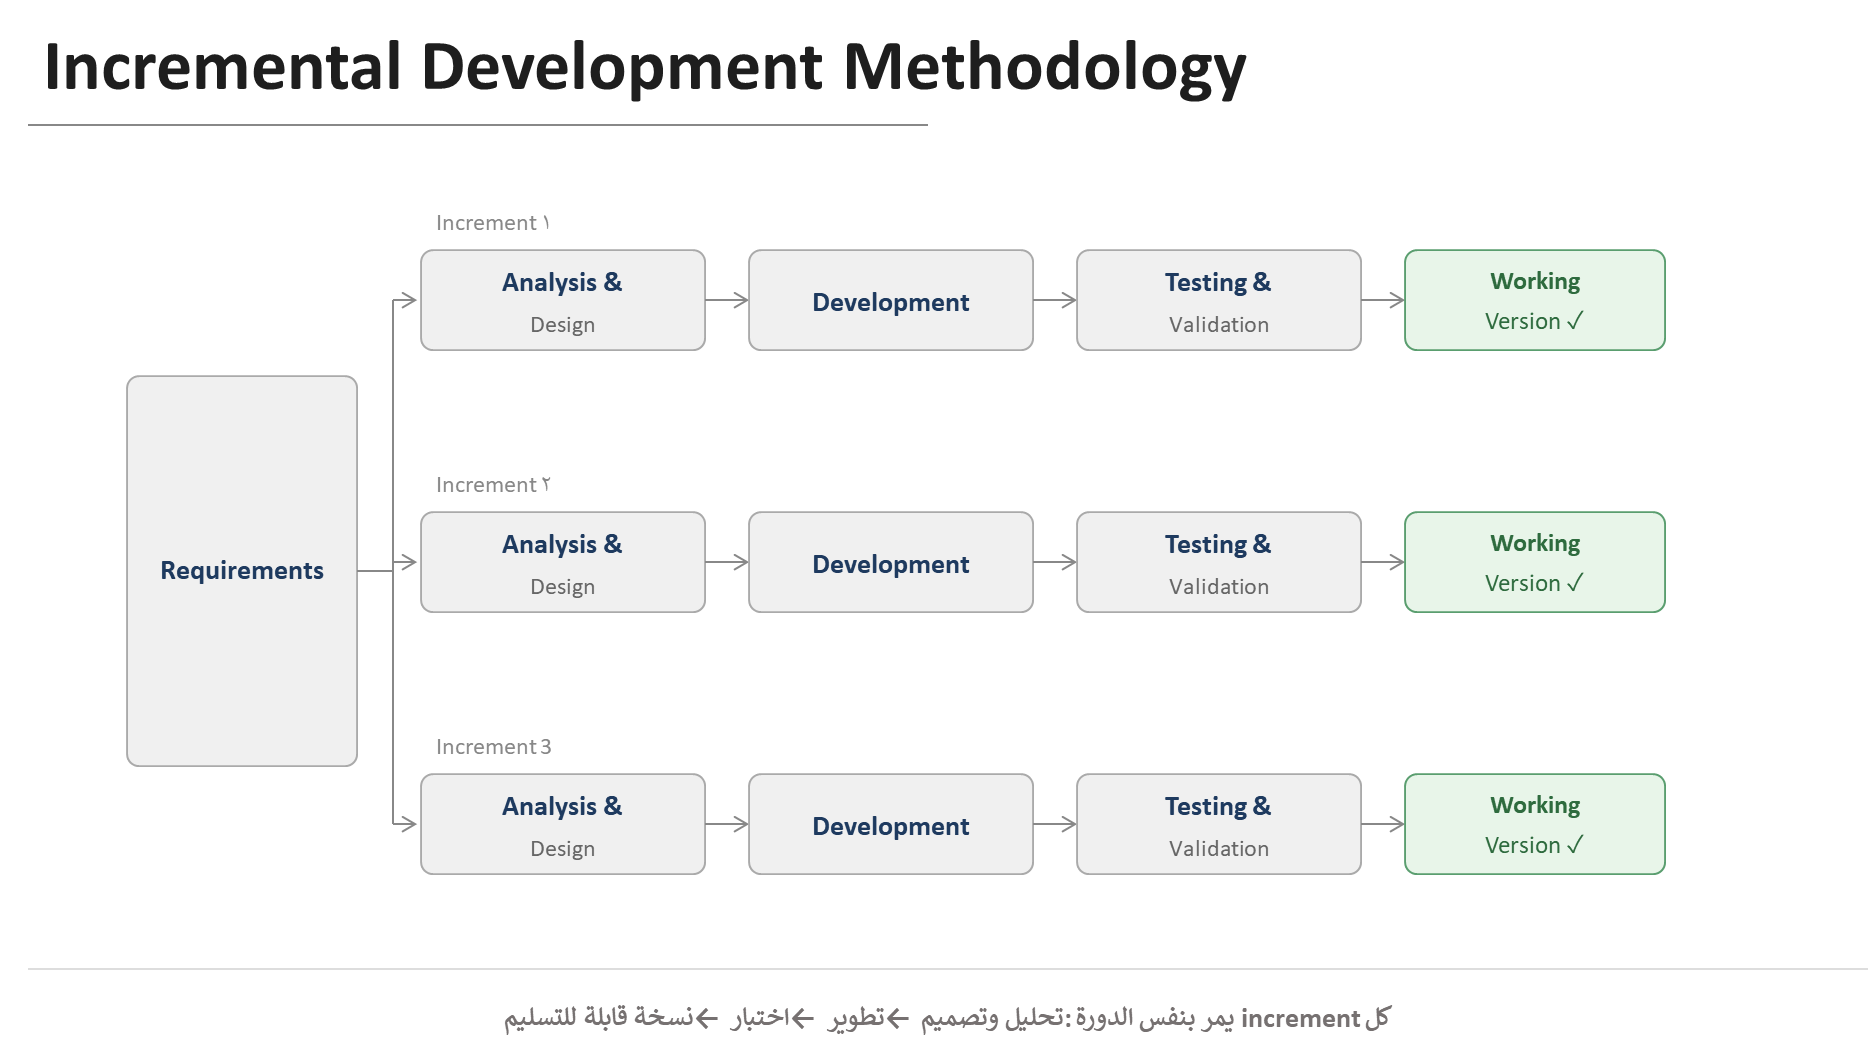 Incremental Development Methodology
Increment ١
Analysis &
Design
Development
Testing &
Validation
Working
Version ✓
Requirements
Increment ٢
Analysis &
Design
Development
Testing &
Validation
Working
Version ✓
Increment 3
Analysis &
Design
Development
Testing &
Validation
Working
Version ✓
كل increment يمر بنفس الدورة: تحليل وتصميم ← تطوير ← اختبار ← نسخة قابلة للتسليم